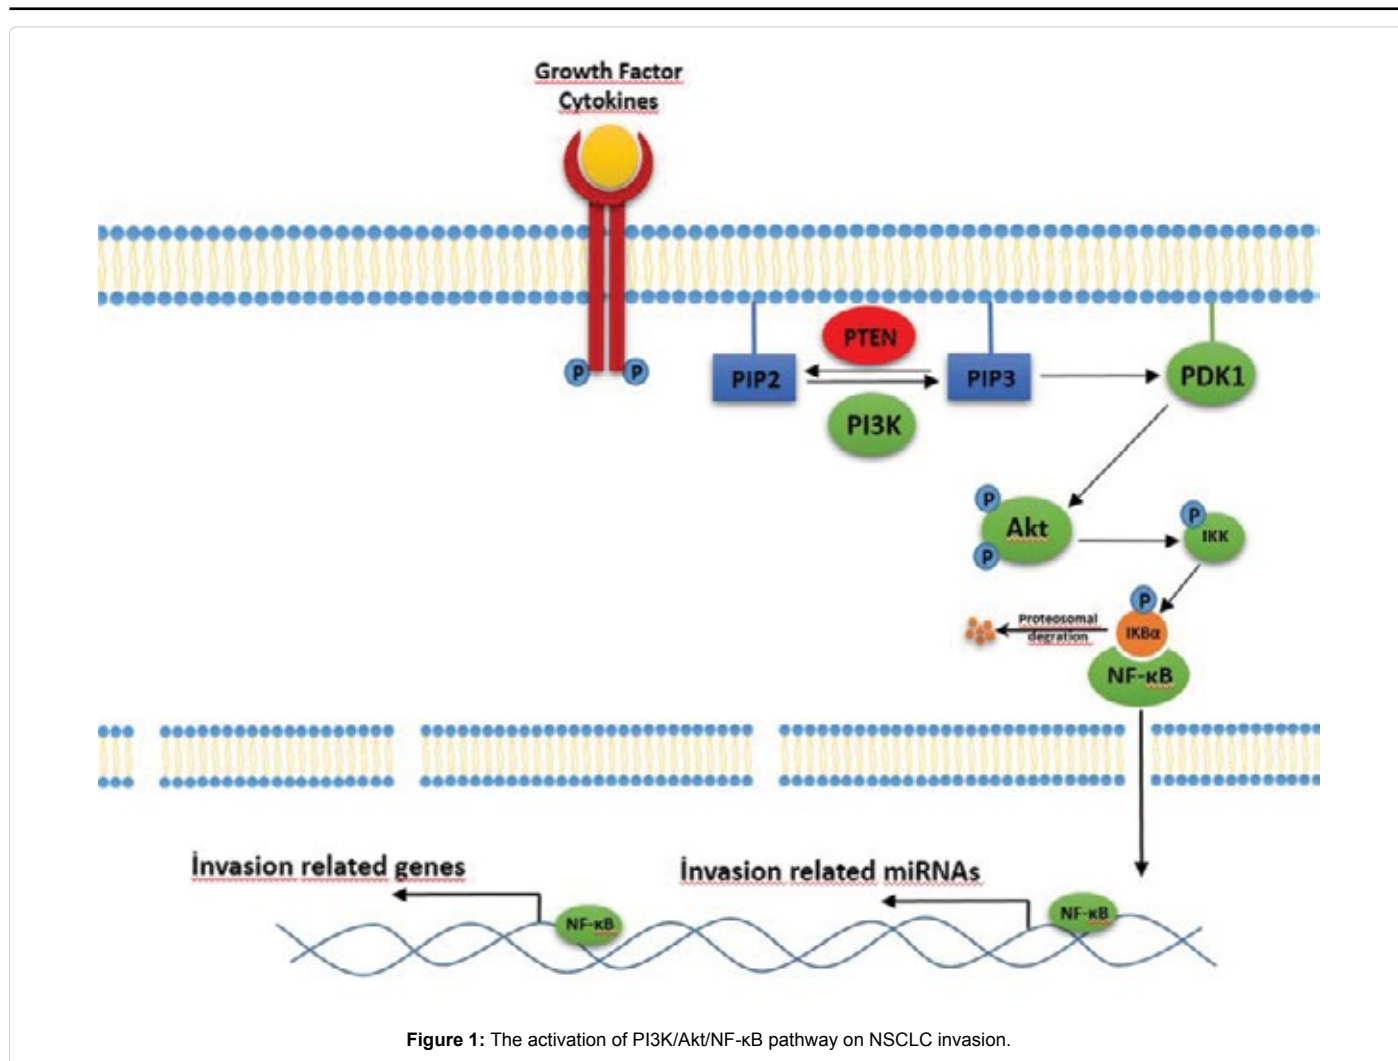 Growth Factor
Cytokines
P
P
PTEN
PIP2
PIP3
PDK1
PI3K
P
Akt
P
P
IKK
P
Proteosomal
degration
IKBα
NF-κB
İnvasion related genes
İnvasion related miRNAs
NF-κB
NF-κB
Figure 1: The activation of PI3K/Akt/NF-κB pathway on NSCLC invasion.